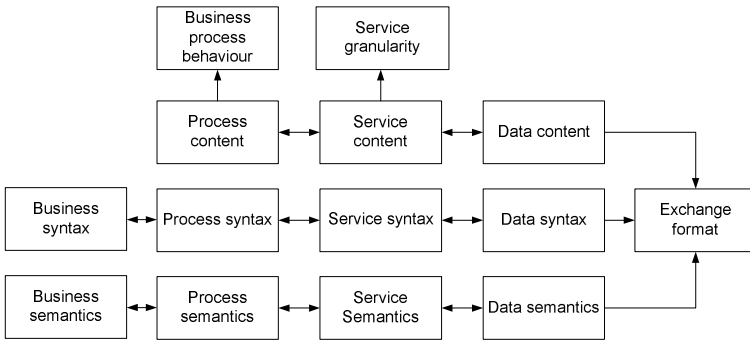 Business
process
behaviour
Service
granularity
Process
content
Service
content
Data content
Business
syntax
Process syntax
Service syntax
Data syntax
Exchange
format
Business
semantics
Process
semantics
Service
Semantics
Data semantics